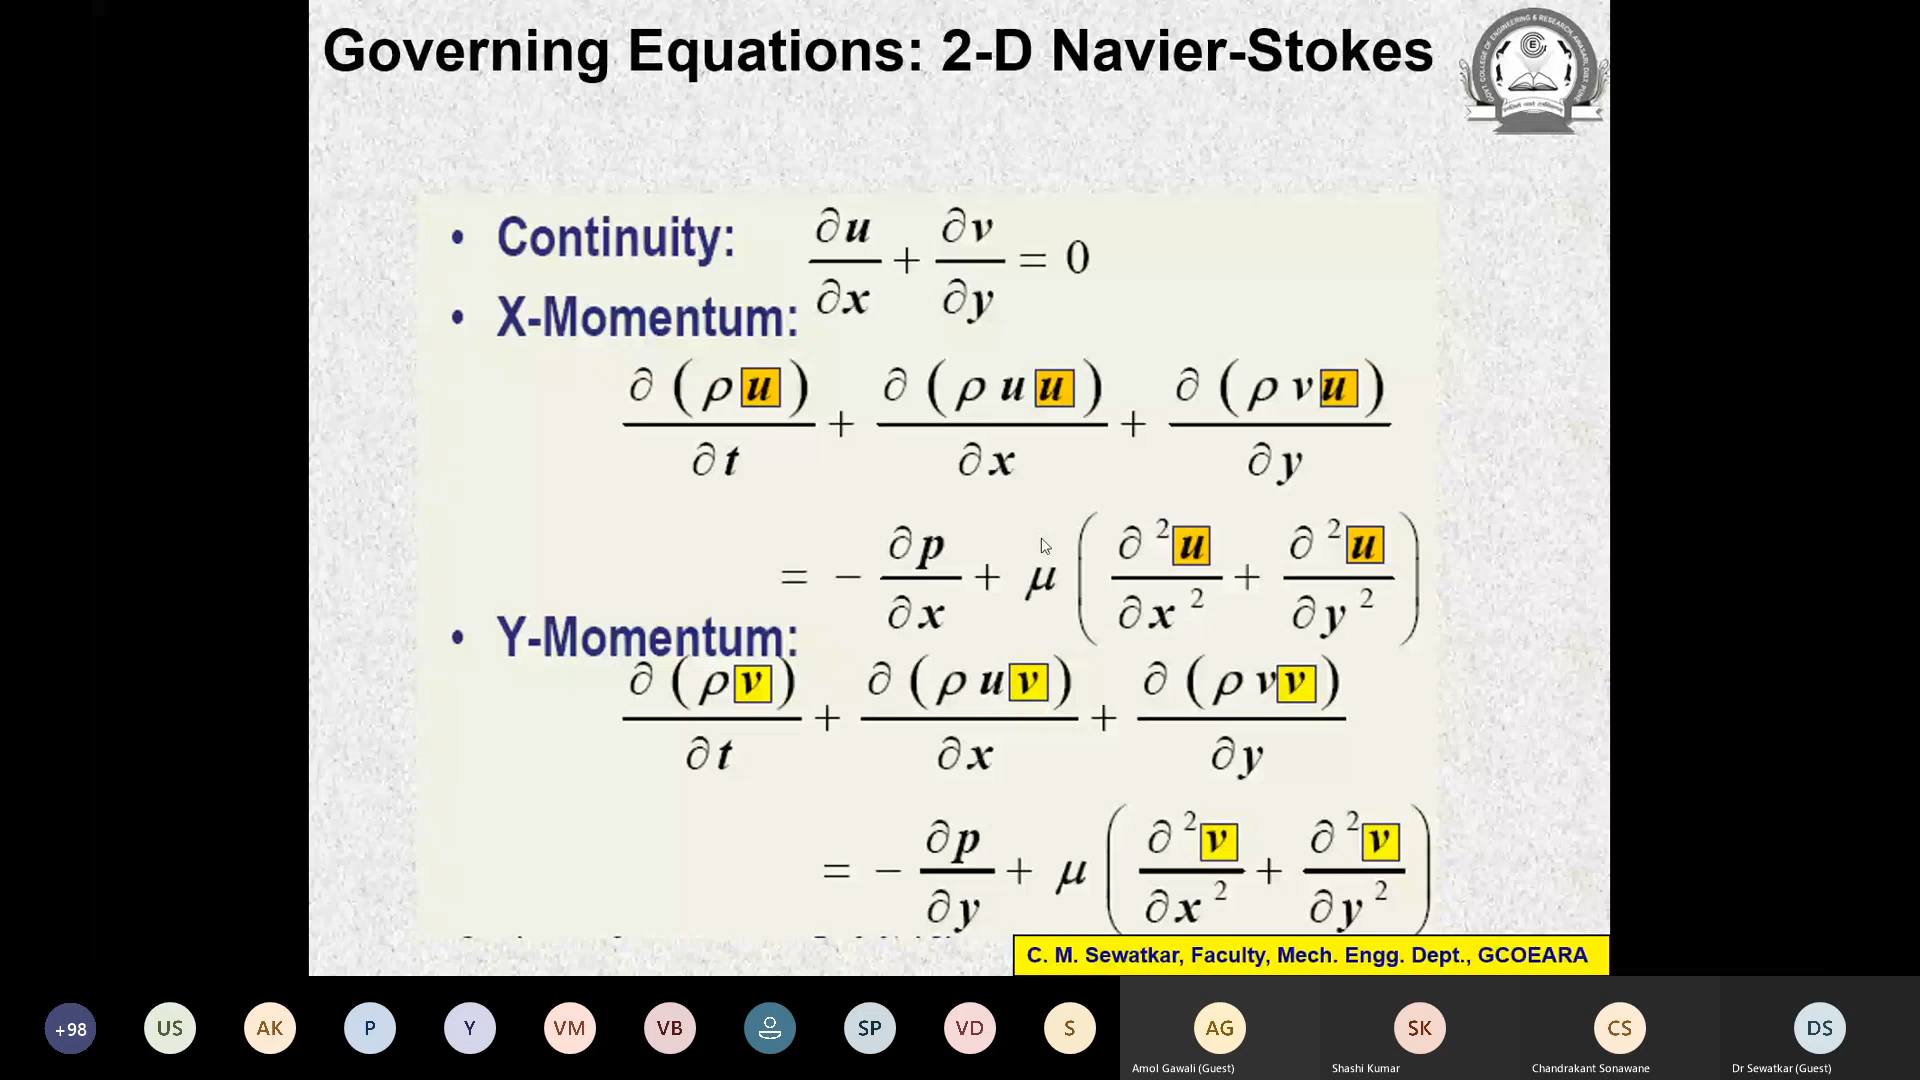 Governing Equations: 2-D Navier-Stokes
• Continuity: ∂u/∂x + ∂v/∂y = 0
• X-Momentum:
∂(ρu)/∂t + ∂(ρuu)/∂x + ∂(ρvu)/∂y
= − ∂p/∂x + μ (∂²u/∂x² + ∂²u/∂y²)
• Y-Momentum:
∂(ρv)/∂t + ∂(ρuv)/∂x + ∂(ρvv)/∂y
= − ∂p/∂y + μ (∂²v/∂x² + ∂²v/∂y²)
C. M. Sewatkar, Faculty, Mech. Engg. Dept., GCOEARA
+98 US AK P Y VM VB SP VD S AG SK CS DS
Amol Gawali (Guest) Shashi Kumar Chandrakant Sonawane Dr Sewatkar (Guest)